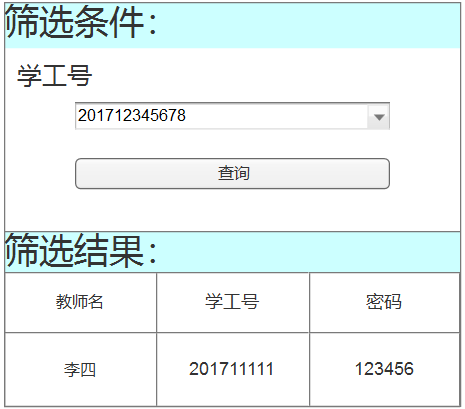 筛选条件：
学工号
201712345678
查询
筛选结果：
教师名 学工号 密码
李四 201711111 123456